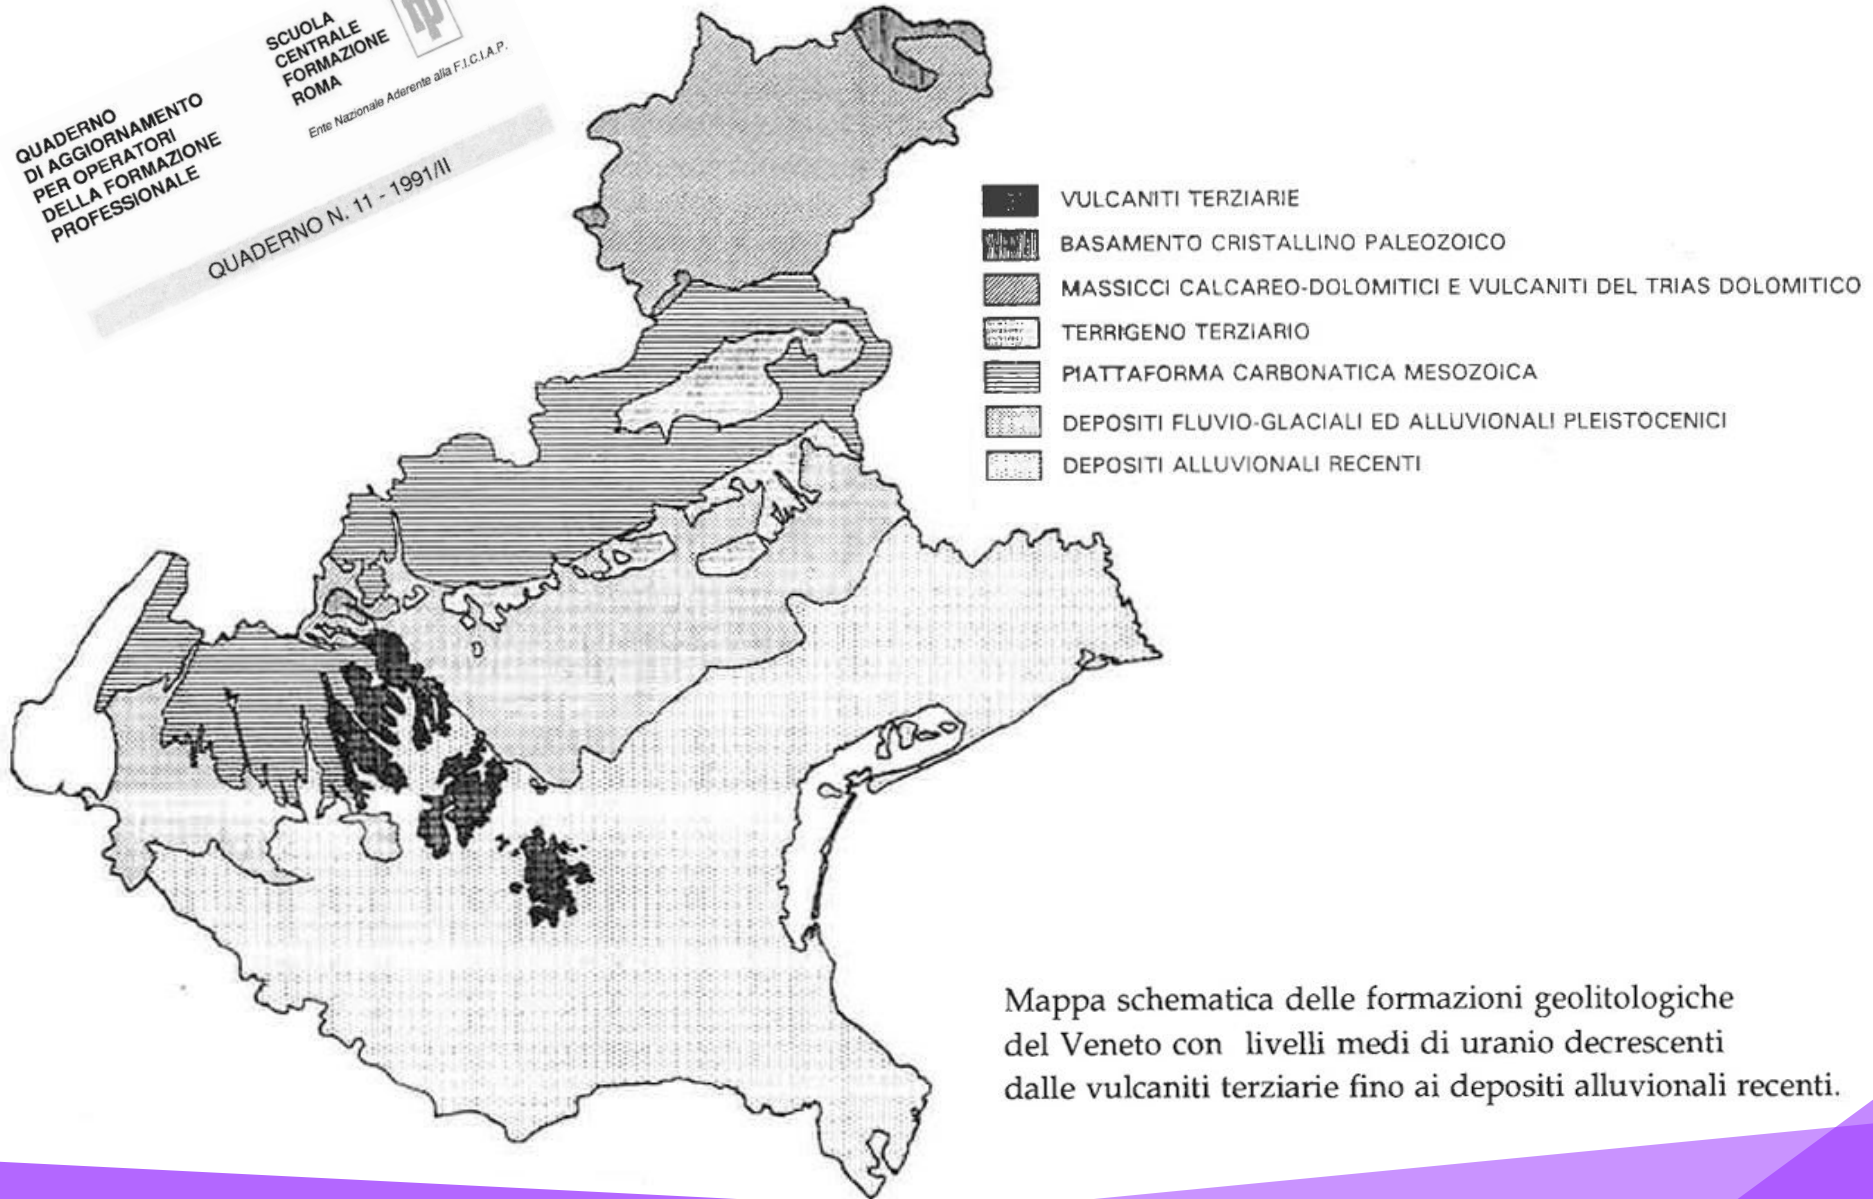 QUADERNO
DI AGGIORNAMENTO
PER OPERATORI
DELLA FORMAZIONE
PROFESSIONALE
SCUOLA
CENTRALE
FORMAZIONE
ROMA
Ente Nazionale Aderente alla F.I.C.I.A.P.
QUADERNO N. 11 - 1991/II
VULCANITI TERZIARIE
BASAMENTO CRISTALLINO PALEOZOICO
MASSICCI CALCAREO-DOLOMITICI E VULCANITI DEL TRIAS DOLOMITICO
TERRIGENO TERZIARIO
PIATTAFORMA CARBONATICA MESOZOICA
DEPOSITI FLUVIO-GLACIALI ED ALLUVIONALI PLEISTOCENICI
DEPOSITI ALLUVIONALI RECENTI
Mappa schematica delle formazioni geolitologiche
del Veneto con livelli medi di uranio decrescenti
dalle vulcaniti terziarie fino ai depositi alluvionali recenti.